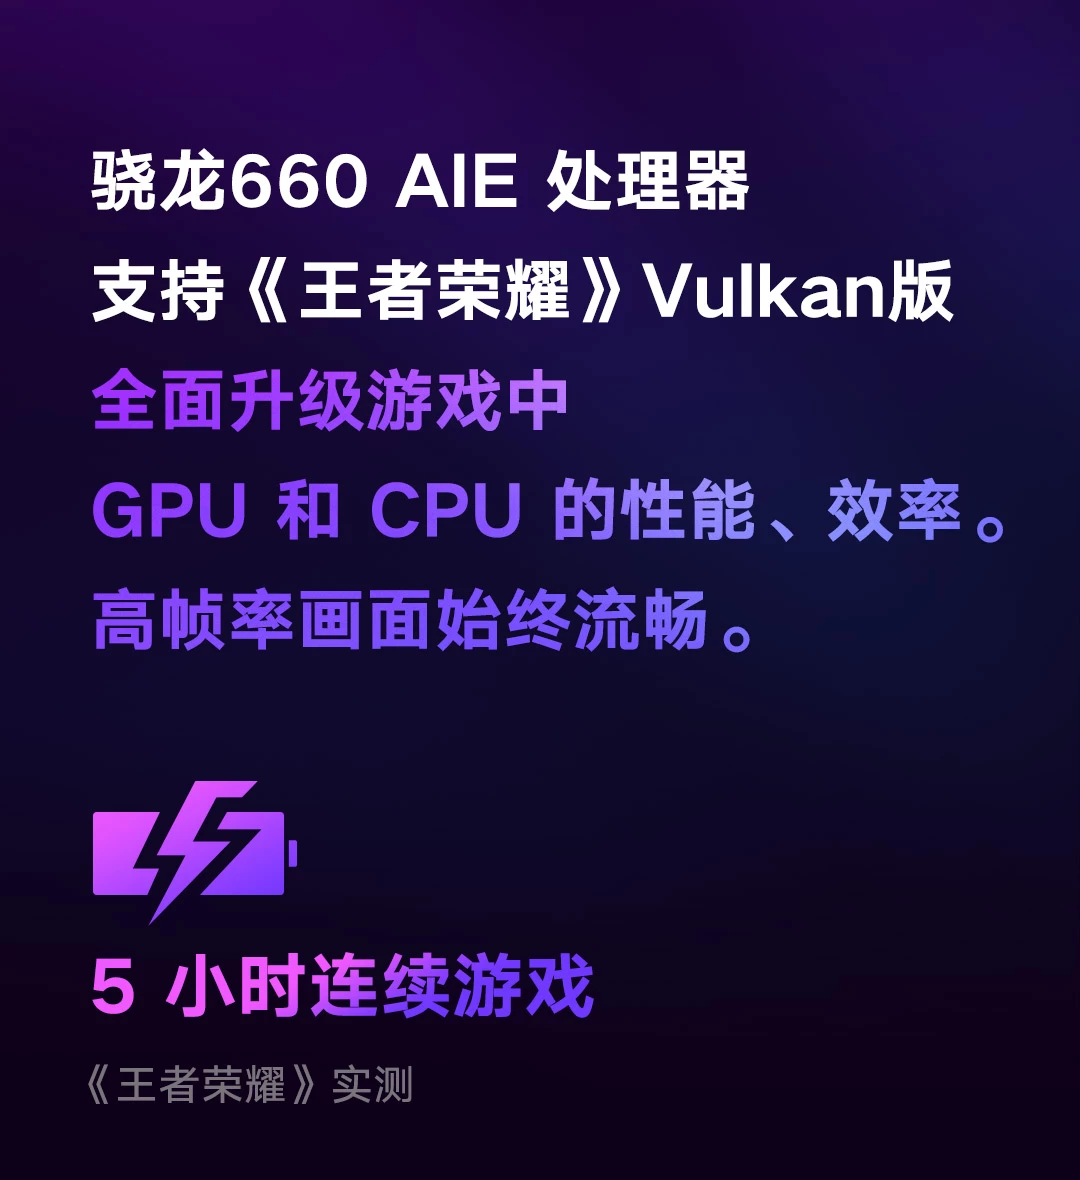 骁龙660 AIE 处理器
支持《王者荣耀》Vulkan版
全面升级游戏中
GPU 和 CPU 的性能、效率。
高帧率画面始终流畅。
5 小时连续游戏
《王者荣耀》实测